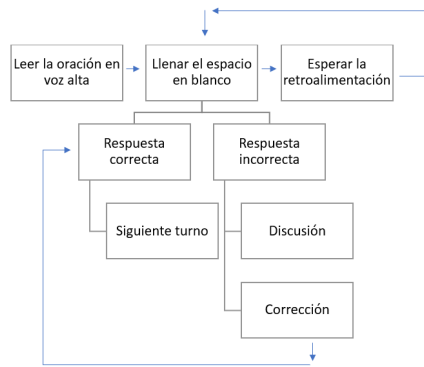 Leer la oración en
voz alta
Llenar el espacio
en blanco
Esperar la
retroalimentación
Respuesta
correcta
Respuesta
incorrecta
Siguiente turno
Discusión
Corrección